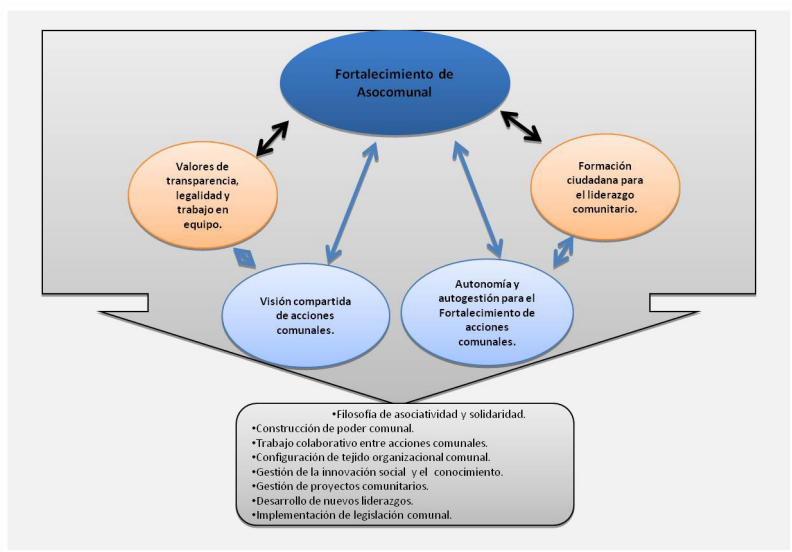 Fortalecimiento de
Asocomunal
Valores de
transparencia,
legalidad y
trabajo en
equipo.
Formación
ciudadana para
el liderazgo
comunitario.
Visión compartida
de acciones
comunales.
Autonomía y
autogestión para el
Fortalecimiento de
acciones
comunales.
•Filosofía de asociatividad y solidaridad.
•Construcción de poder comunal.
•Trabajo colaborativo entre acciones comunales.
•Configuración de tejido organizacional comunal.
•Gestión de la innovación social y el conocimiento.
•Gestión de proyectos comunitarios.
•Desarrollo de nuevos liderazgos.
•Implementación de legislación comunal.